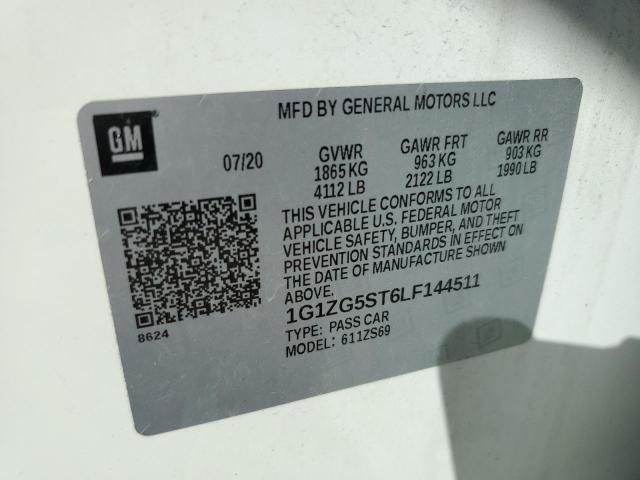 MFD BY GENERAL MOTORS LLC
GM
07/20
GVWR GAWR FRT GAWR RR
1865 KG 963 KG 903 KG
4112 LB 2122 LB 1990 LB
THIS VEHICLE CONFORMS TO ALL
APPLICABLE U.S. FEDERAL MOTOR
VEHICLE SAFETY, BUMPER, AND THEFT
PREVENTION STANDARDS IN EFFECT ON
THE DATE OF MANUFACTURE SHOWN
ABOVE.
1G1ZG5ST6LF144511
TYPE: PASS CAR
MODEL: 611ZS69
8624